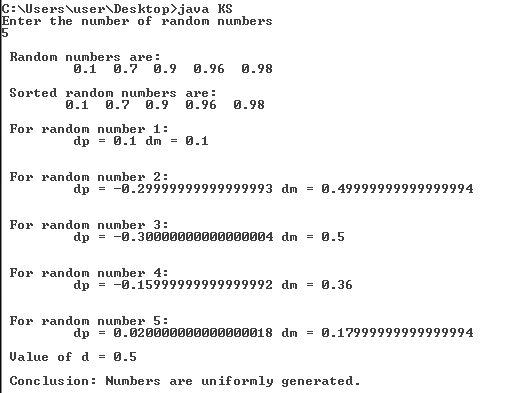 C:\Users\user\Desktop>java KS
Enter the number of random numbers
5
Random numbers are:
0.1 0.7 0.9 0.96 0.98
Sorted random numbers are:
0.1 0.7 0.9 0.96 0.98
For random number 1:
dp = 0.1 dm = 0.1
For random number 2:
dp = -0.29999999999999993 dm = 0.49999999999999994
For random number 3:
dp = -0.30000000000000004 dm = 0.5
For random number 4:
dp = -0.15999999999999992 dm = 0.36
For random number 5:
dp = 0.020000000000000018 dm = 0.17999999999999994
Value of d = 0.5
Conclusion: Numbers are uniformly generated.